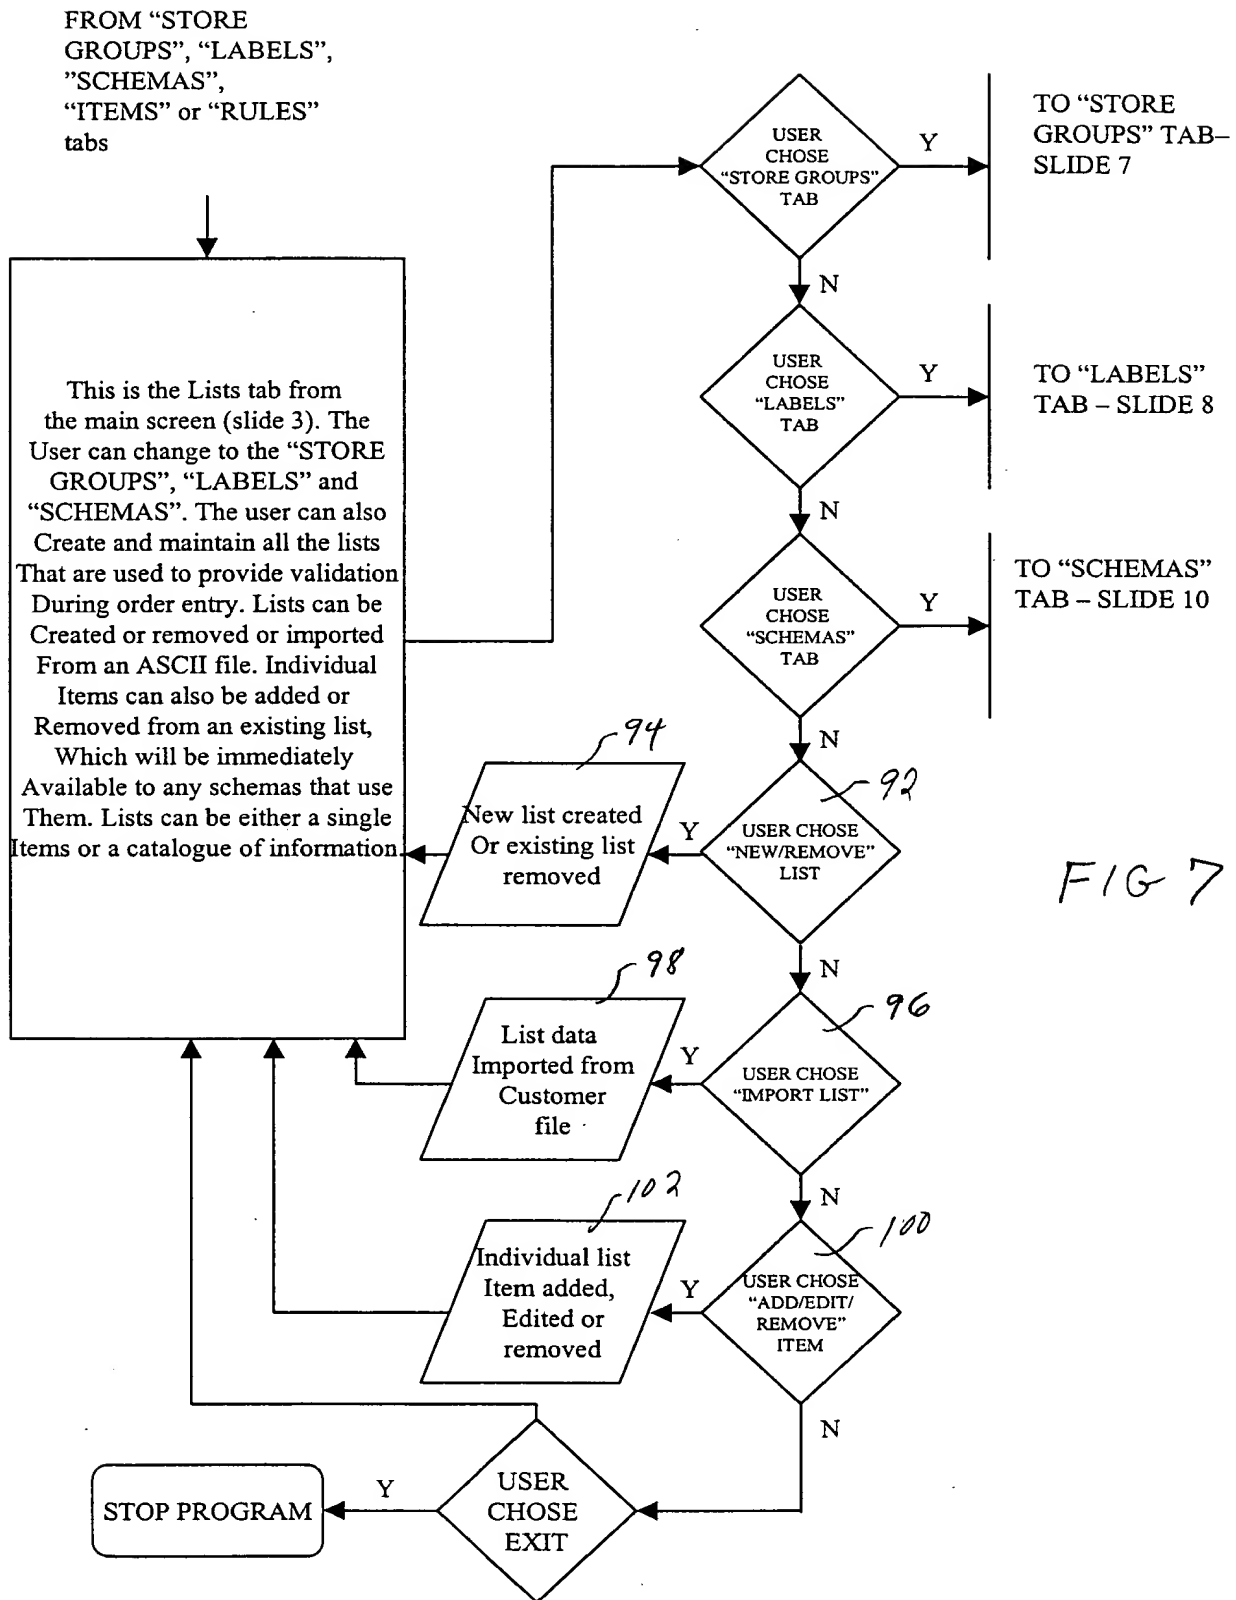 FROM “STORE
GROUPS”, “LABELS”,
”SCHEMAS”,
“ITEMS” or “RULES”
tabs
This is the Lists tab from
the main screen (slide 3). The
User can change to the “STORE
GROUPS”, “LABELS” and
“SCHEMAS”. The user can also
Create and maintain all the lists
That are used to provide validation
During order entry. Lists can be
Created or removed or imported
From an ASCII file. Individual
Items can also be added or
Removed from an existing list,
Which will be immediately
Available to any schemas that use
Them. Lists can be either a single
Items or a catalogue of information
USER
CHOSE
“STORE GROUPS”
TAB
Y
TO “STORE
GROUPS” TAB–
SLIDE 7
N
USER
CHOSE
“LABELS”
TAB
Y
TO “LABELS”
TAB – SLIDE 8
N
USER
CHOSE
“SCHEMAS”
TAB
Y
TO “SCHEMAS”
TAB – SLIDE 10
N
92
USER CHOSE
“NEW/REMOVE”
LIST
Y
94
New list created
Or existing list
removed
FIG 7
N
96
USER CHOSE
“IMPORT LIST”
Y
98
List data
Imported from
Customer
file
N
100
USER CHOSE
“ADD/EDIT/
REMOVE”
ITEM
Y
102
Individual list
Item added,
Edited or
removed
N
USER
CHOSE
EXIT
Y
STOP PROGRAM